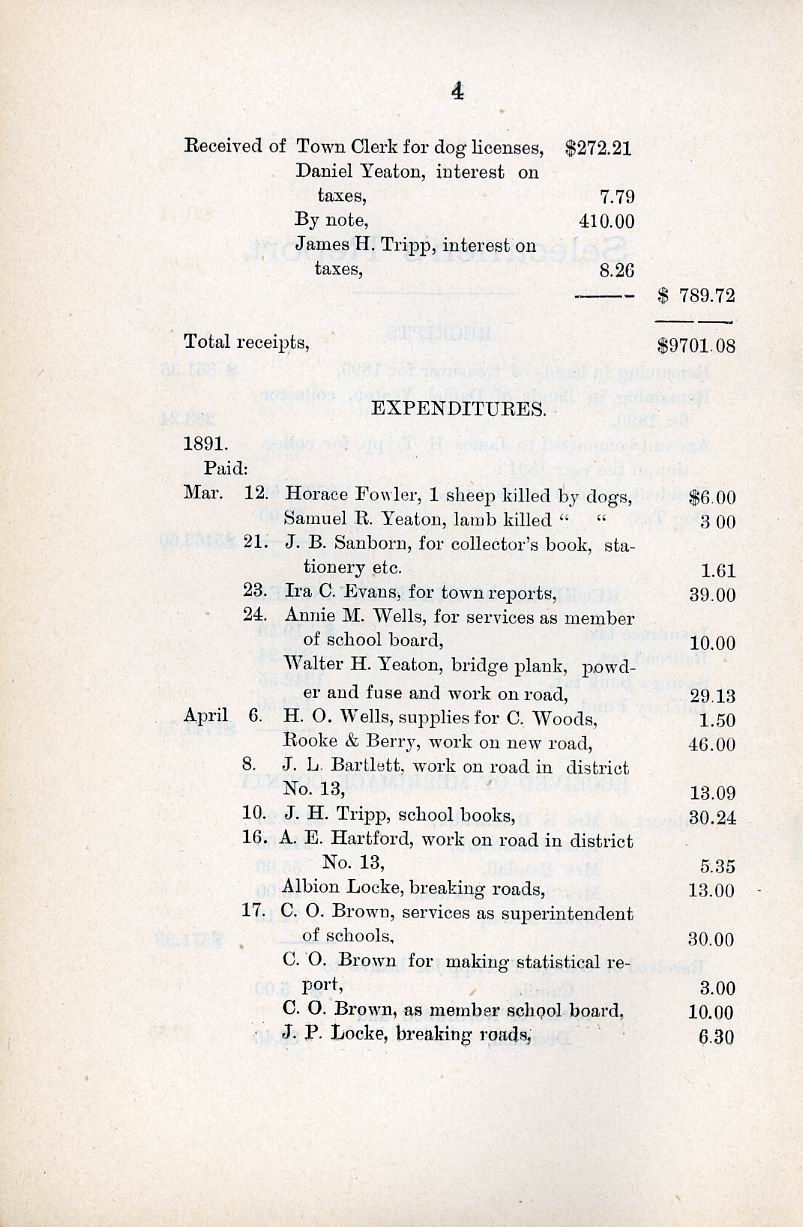 4
Received of Town Clerk for dog licenses, $272.21
Daniel Yeaton, interest on
taxes, 7.79
By note, 410.00
James H. Tripp, interest on
taxes, 8.26
$ 789.72
Total receipts, $9701.08
EXPENDITURES.
1891.
Paid:
Mar. 12. Horace Fowler, 1 sheep killed by dogs, $6.00
Samuel R. Yeaton, lamb killed “ “ 3 00
21. J. B. Sanborn, for collector's book, sta-
tionery etc. 1.61
23. Ira C. Evans, for town reports, 39.00
24. Annie M. Wells, for services as member
of school board, 10.00
Walter H. Yeaton, bridge plank, powd-
er and fuse and work on road, 29.13
April 6. H. O. Wells, supplies for C. Woods, 1.50
Rooke & Berry, work on new road, 46.00
8. J. L. Bartlett, work on road in district
No. 13, 13.09
10. J. H. Tripp, school books, 30.24
16. A. E. Hartford, work on road in district
No. 13, 5.35
Albion Locke, breaking roads, 13.00
17. C. O. Brown, services as superintendent
of schools, 30.00
C. O. Brown for making statistical re-
port, 3.00
C. O. Brown, as member school board, 10.00
J. P. Locke, breaking roads, 6.30